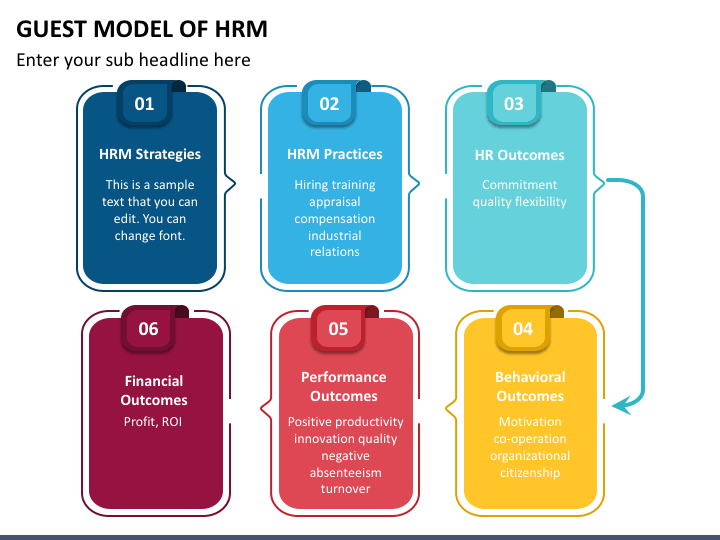 GUEST MODEL OF HRM
Enter your sub headline here
01
HRM Strategies
This is a sample
text that you can
edit. You can
change font.
02
HRM Practices
Hiring training
appraisal
compensation
industrial
relations
03
HR Outcomes
Commitment
quality flexibility
04
Behavioral
Outcomes
Motivation
co-operation
organizational
citizenship
05
Performance
Outcomes
Positive productivity
innovation quality
negative
absenteeism
turnover
06
Financial
Outcomes
Profit, ROI